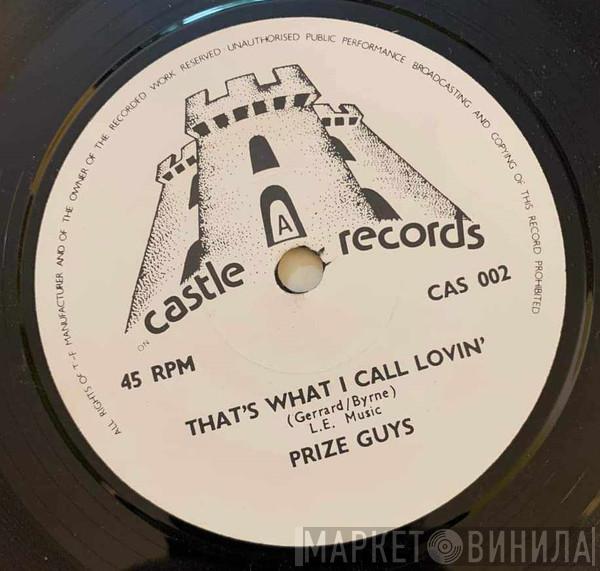 ALL RIGHTS OF T-F MANUFACTURER AND OF THE OWNER OF THE RECORDED WORK RESERVED UNAUTHORISED PUBLIC PERFORMANCE BROADCASTING AND COPYING OF THIS RECORD PROHIBITED
A
ON
castle records
45 RPM
CAS 002
THAT'S WHAT I CALL LOVIN'
(Gerrard/Byrne)
L.E. Music
PRIZE GUYS
МАРКЕТ ВИНИЛА